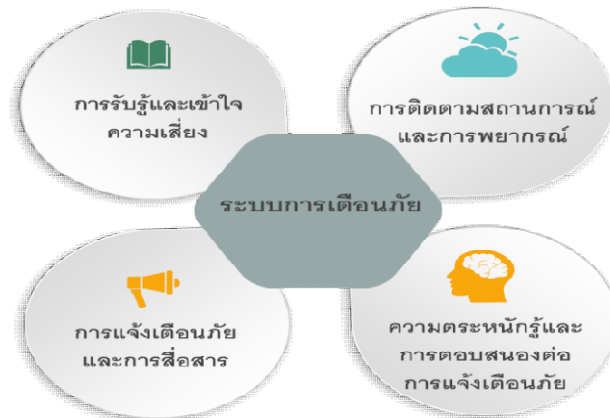 การรับรู้และเข้าใจ
ความเสี่ยง
การติดตามสถานการณ์
และการพยากรณ์
ระบบการเตือนภัย
การแจ้งเตือนภัย
และการสื่อสาร
ความตระหนักรู้และ
การตอบสนองต่อ
การแจ้งเตือนภัย